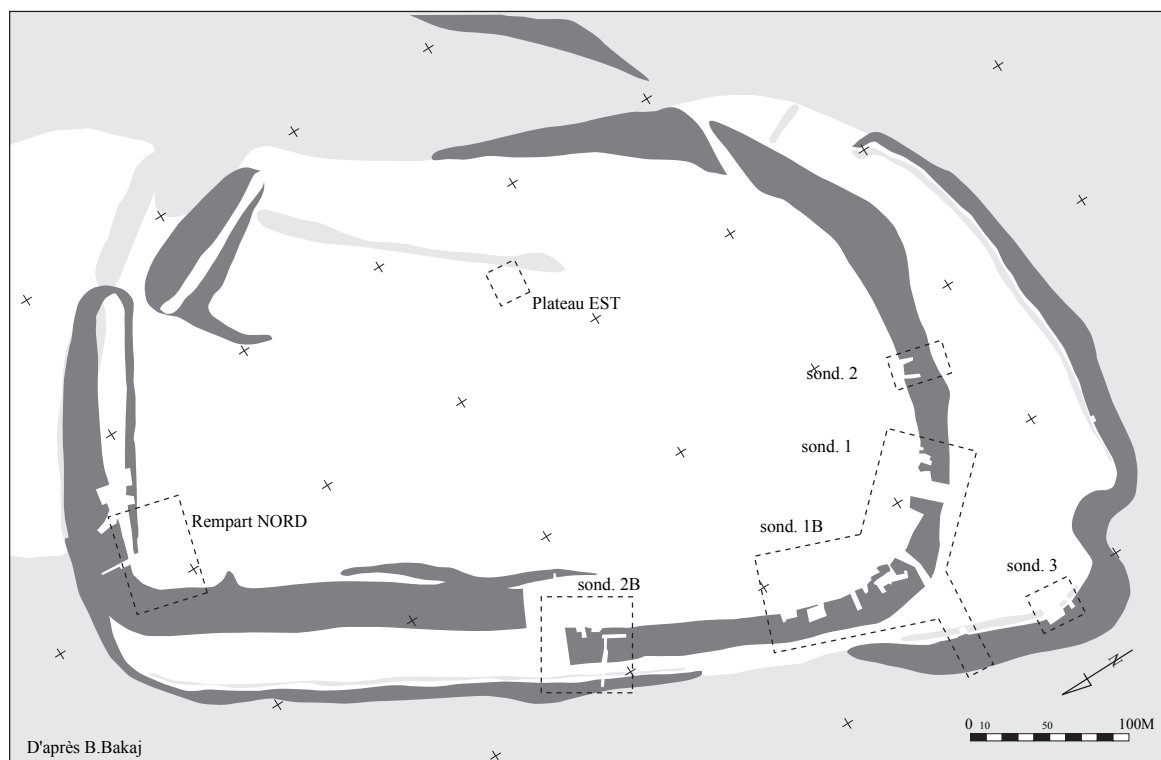 Plateau EST
sond. 2
sond. 1
Rempart NORD
sond. 1B
sond. 3
sond. 2B
N
0 10 50 100M
D'après B.Bakaj